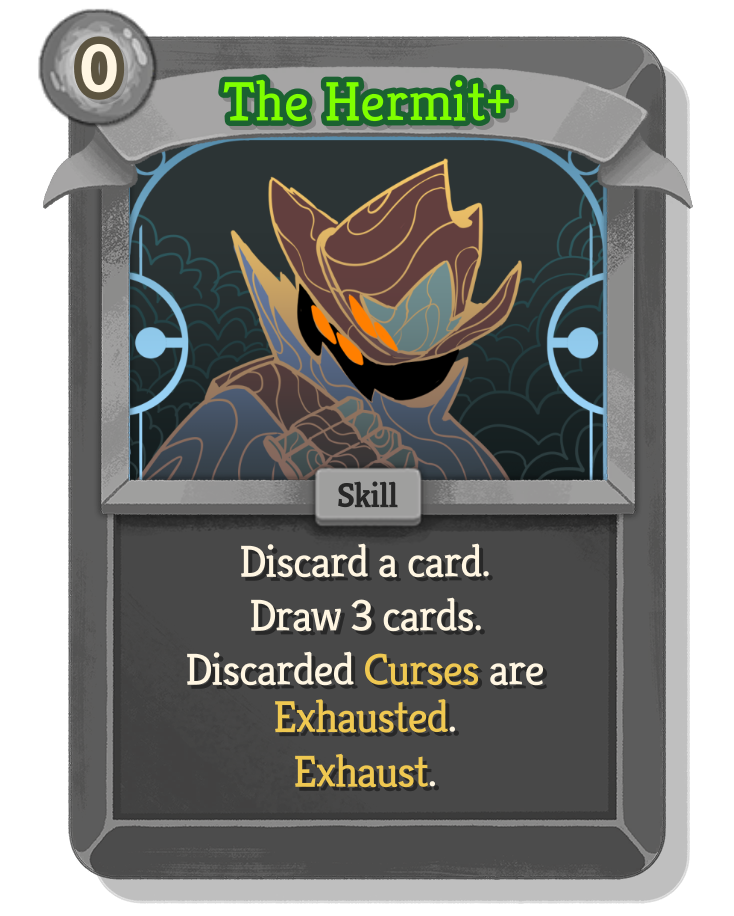 0
The Hermit+
Skill
Discard a card.
Draw 3 cards.
Discarded Curses are
Exhausted.
Exhaust.